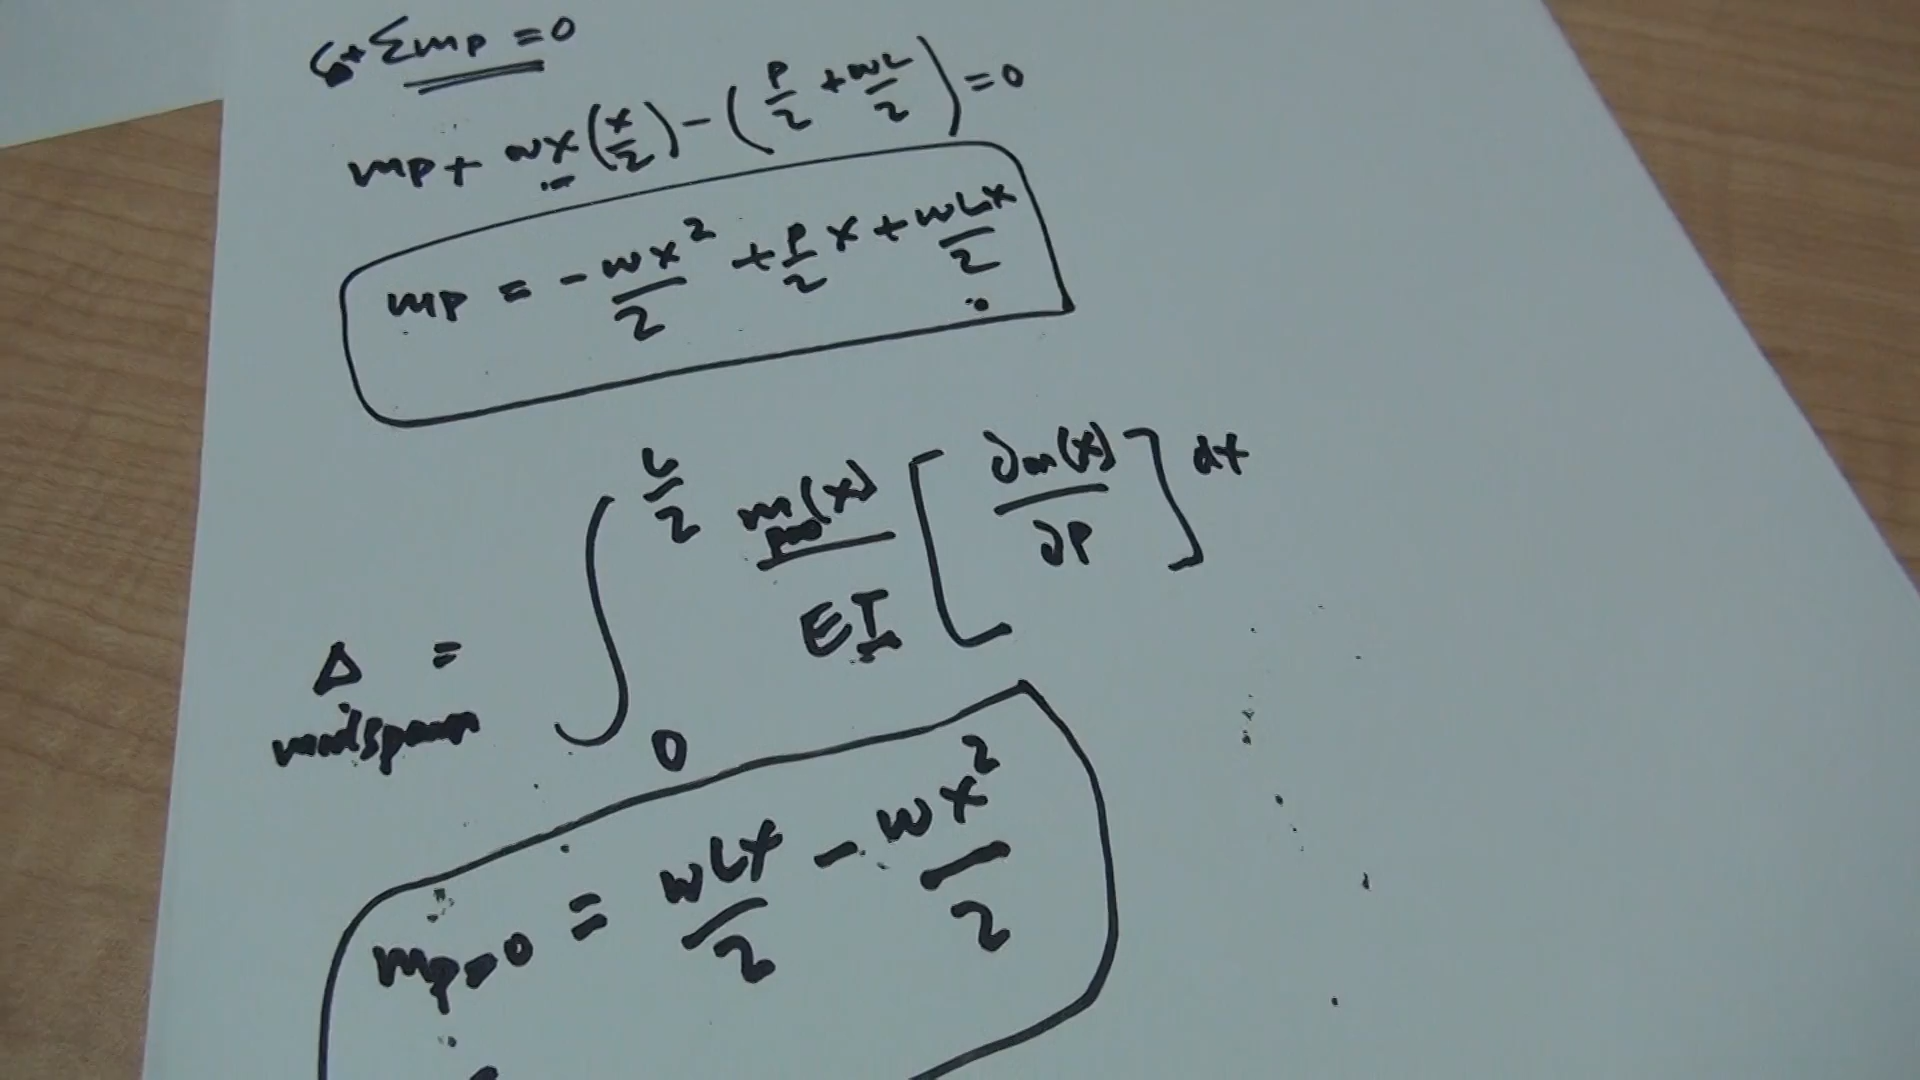 ↺+ Σmp = 0
mp + wx(x/2) - (P/2 + wL/2) = 0
mp = - wx²/2 + P/2 x + wLx/2
Δ midspan = ∫₀^(L/2) m(x)/EI [∂m(x)/∂P] dx
mp=0 = wLx/2 - wx²/2